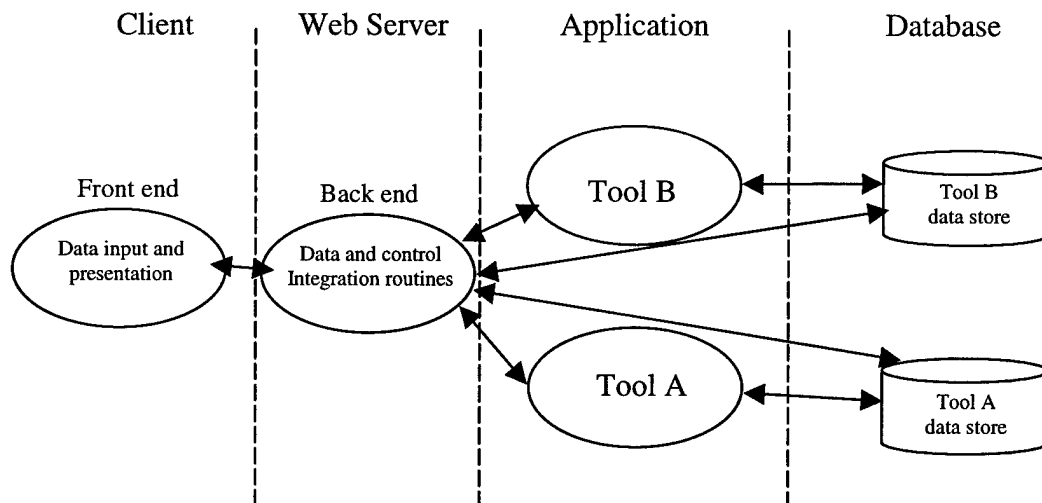 Client
Web Server
Application
Database
Front end
Data input and
presentation
Back end
Data and control
Integration routines
Tool B
Tool B
data store
Tool A
Tool A
data store